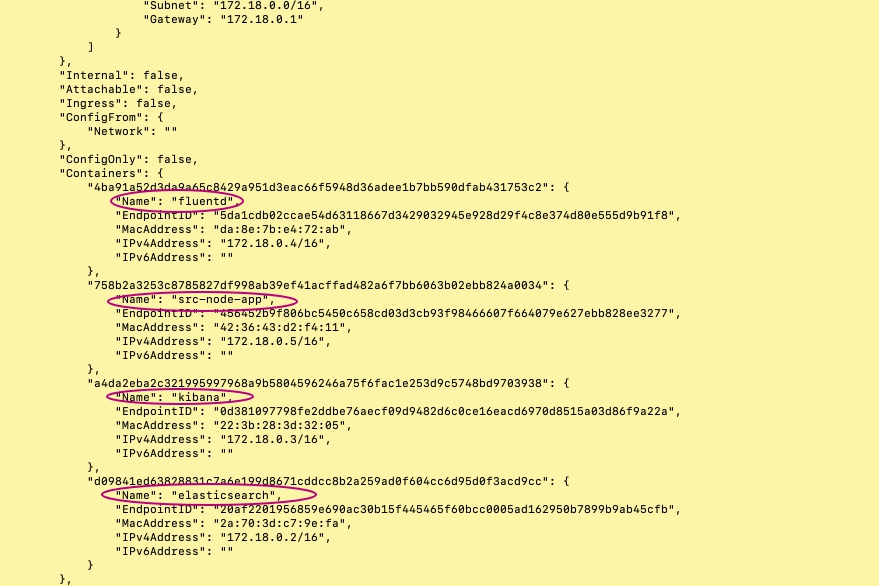 "Subnet": "172.18.0.0/16",
"Gateway": "172.18.0.1"
}
]
},
"Internal": false,
"Attachable": false,
"Ingress": false,
"ConfigFrom": {
"Network": ""
},
"ConfigOnly": false,
"Containers": {
"4ba91a52d3da9a65c8429a951d3eac66f5948d36adee1b7bb590dfab431753c2": {
"Name": "fluentd",
"EndpointID": "5da1cdb02ccae54d63118667d3429032945e928d29f4c8e374d80e555d9b91f8",
"MacAddress": "da:8e:7b:e4:72:ab",
"IPv4Address": "172.18.0.4/16",
"IPv6Address": ""
},
"758b2a3253c8785827df998ab39ef41acffad482a6f7bb6063b02ebb824a0034": {
"Name": "src-node-app",
"EndpointID": "456452b9f806bc5450c658cd03d3cb93f98466607f664079e627ebb828ee3277",
"MacAddress": "42:36:43:d2:f4:11",
"IPv4Address": "172.18.0.5/16",
"IPv6Address": ""
},
"a4da2eba2c321995997968a9b5804596246a75f6fac1e253d9c5748bd9703938": {
"Name": "kibana",
"EndpointID": "0d381097798fe2ddbe76aecf09d9482d6c0ce16eacd6970d8515a03d86f9a22a",
"MacAddress": "22:3b:28:3d:32:05",
"IPv4Address": "172.18.0.3/16",
"IPv6Address": ""
},
"d09841ed63828831c7a6e199d8671cddcc8b2a259ad0f604cc6d95d0f3acd9cc": {
"Name": "elasticsearch",
"EndpointID": "20af2201956859e690ac30b15f445465f60bcc0005ad162950b7899b9ab45cfb",
"MacAddress": "2a:70:3d:c7:9e:fa",
"IPv4Address": "172.18.0.2/16",
"IPv6Address": ""
}
},